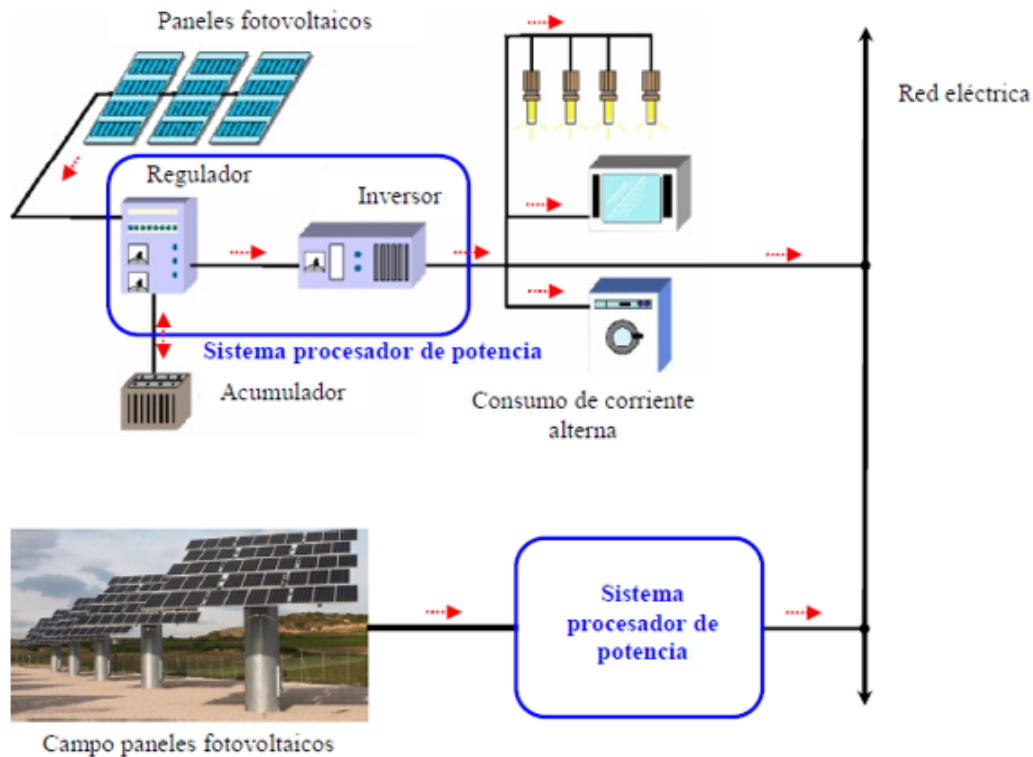 Paneles fotovoltaicos
Red eléctrica
Regulador
Inversor
Sistema procesador de potencia
Acumulador
Consumo de corriente
alterna
Sistema
procesador de
potencia
Campo paneles fotovoltaicos